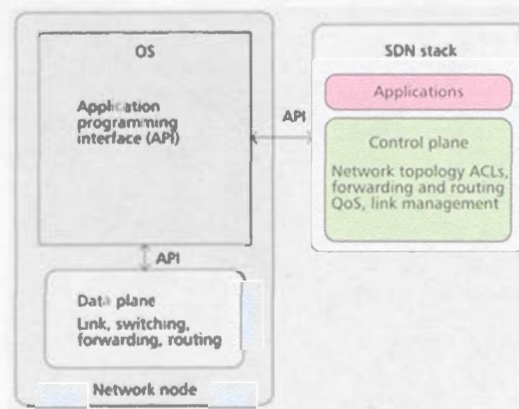 OS
Application
programming
interface (API)
API
Data plane
Link, switching,
forwarding, routing
Network node
API
SDN stack
Applications
Control plane
Network topology ACLs,
forwarding and routing
QoS, link management